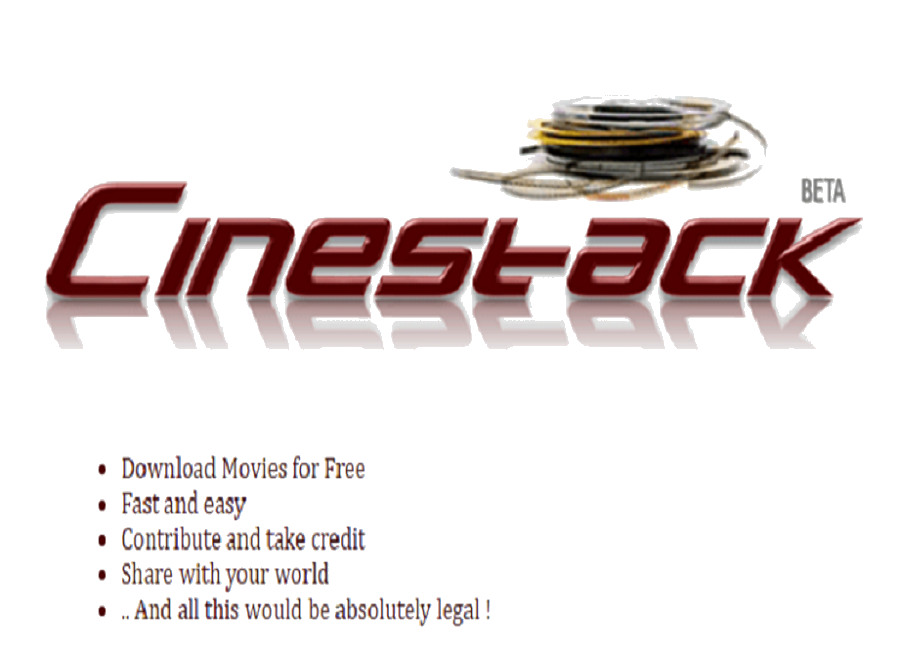 BETA
Cinestack
• Download Movies for Free
• Fast and easy
• Contribute and take credit
• Share with your world
• .. And all this would be absolutely legal !